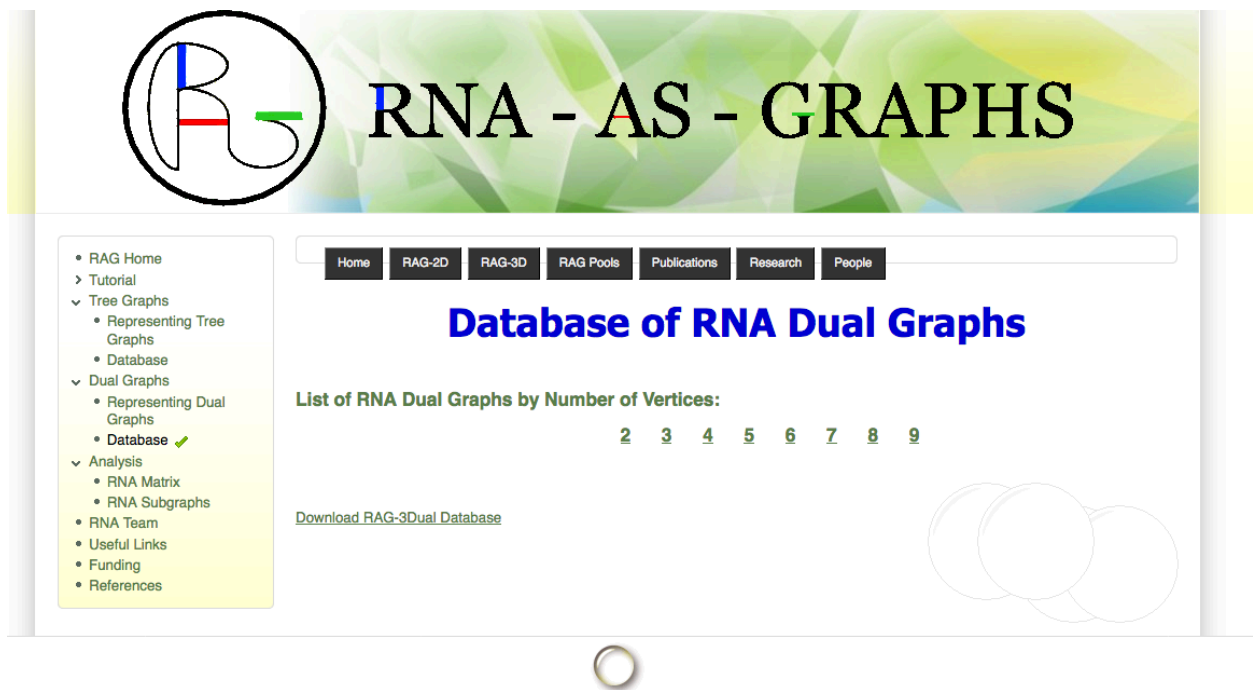 RNA - AS - GRAPHS
RAG Home
Tutorial
Tree Graphs
Representing Tree
Graphs
Database
Dual Graphs
Representing Dual
Graphs
Database
Analysis
RNA Matrix
RNA Subgraphs
RNA Team
Useful Links
Funding
References
Home RAG-2D RAG-3D RAG Pools Publications Research People
Database of RNA Dual Graphs
List of RNA Dual Graphs by Number of Vertices:
2 3 4 5 6 7 8 9
Download RAG-3Dual Database